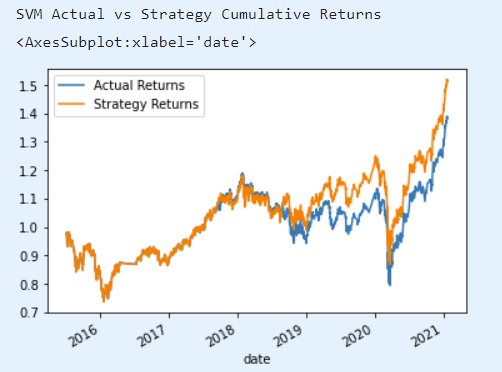 SVM Actual vs Strategy Cumulative Returns
<AxesSubplot:xlabel='date'>
Actual Returns
Strategy Returns
1.5
1.4
1.3
1.2
1.1
1.0
0.9
0.8
0.7
2016 2017 2018 2019 2020 2021
date